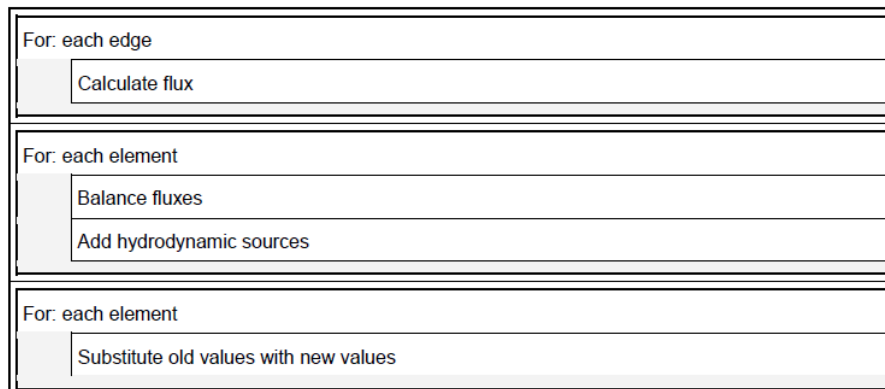 For: each edge
Calculate flux
For: each element
Balance fluxes
Add hydrodynamic sources
For: each element
Substitute old values with new values